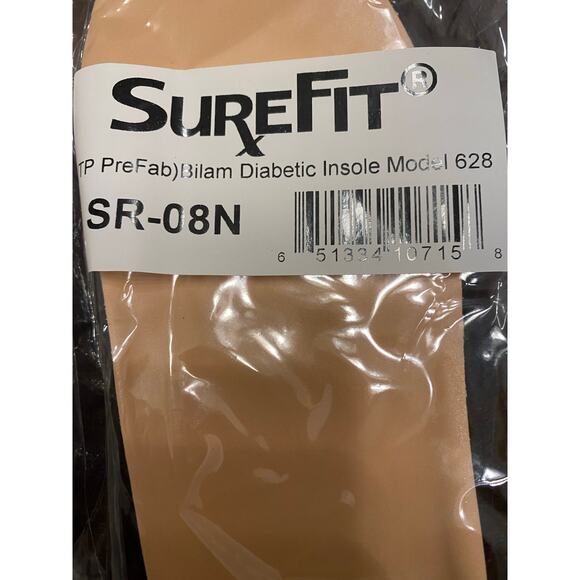 SUREFIT®
TP PreFab)Bilam Diabetic Insole Model 628
SR-08N
6 51334 10715 8